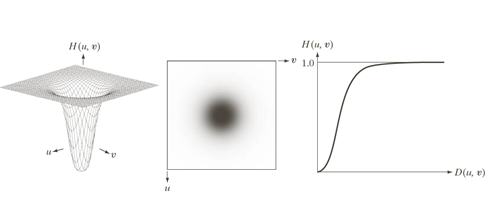 H(u, v)
u
v
v
u
H(u, v)
1.0
D(u, v)